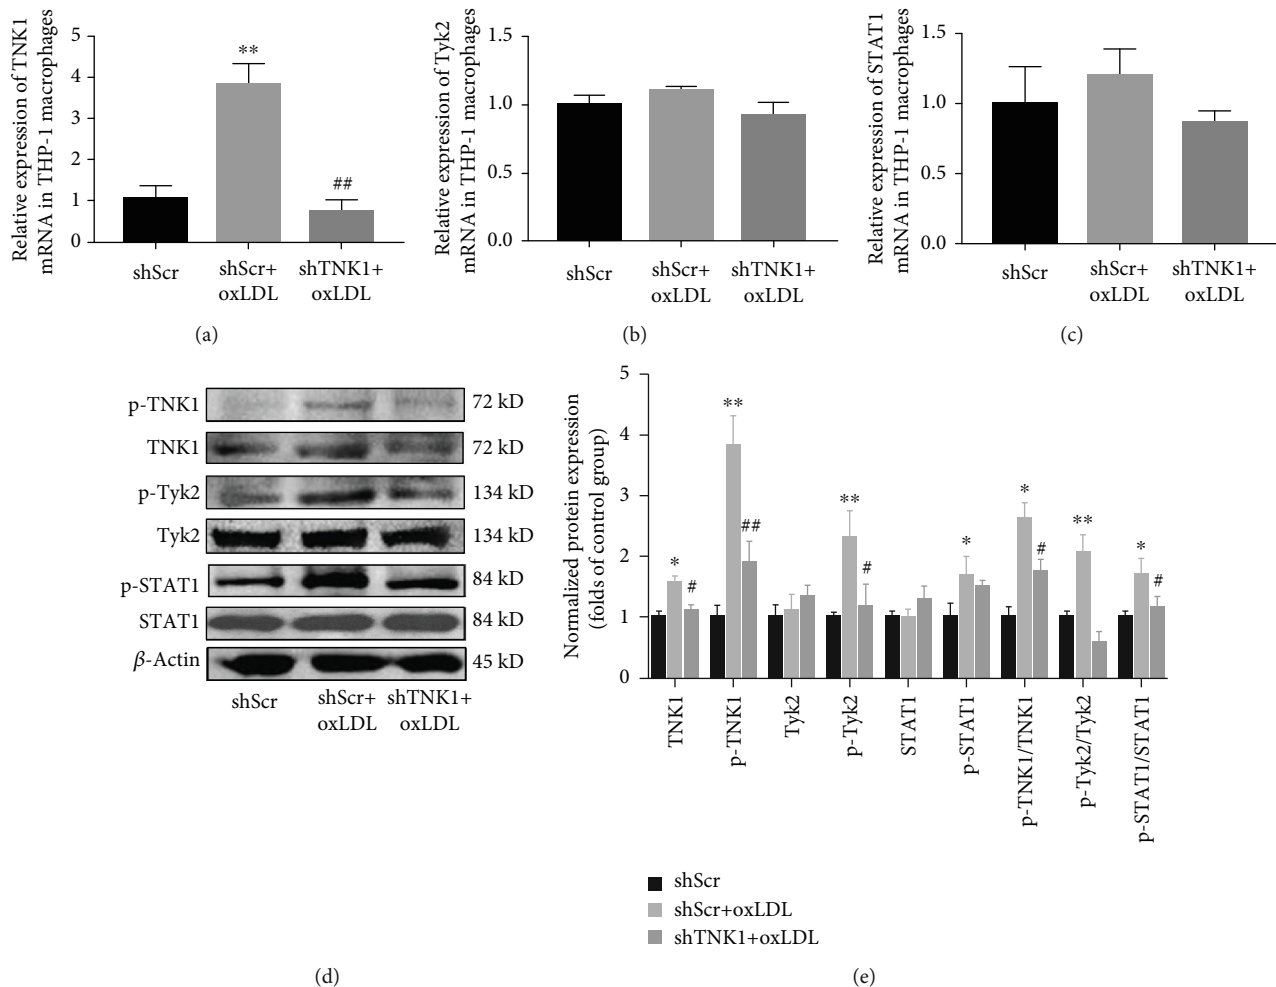 Relative expression of TNK1
mRNA in THP-1 macrophages
5
4
3
2
1
0
**
##
shScr
shScr+
oxLDL
shTNK1+
oxLDL
(a)
Relative expression of Tyk2
mRNA in THP-1 macrophages
1.5
1.0
0.5
0.0
shScr
shScr+
oxLDL
shTNK1+
oxLDL
(b)
Relative expression of STAT1
mRNA in THP-1 macrophages
1.5
1.0
0.5
0.0
shScr
shScr+
oxLDL
shTNK1+
oxLDL
(c)
p-TNK1 72 kD
TNK1 72 kD
p-Tyk2 134 kD
Tyk2 134 kD
p-STAT1 84 kD
STAT1 84 kD
β-Actin 45 kD
shScr
shScr+
oxLDL
shTNK1+
oxLDL
(d)
Normalized protein expression
(folds of control group)
5
4
3
2
1
0
*
#
**
##
**
#
*
*
#
**
*
#
TNK1
p-TNK1
Tyk2
p-Tyk2
STAT1
p-STAT1
p-TNK1/TNK1
p-Tyk2/Tyk2
p-STAT1/STAT1
shScr
shScr+oxLDL
shTNK1+oxLDL
(e)